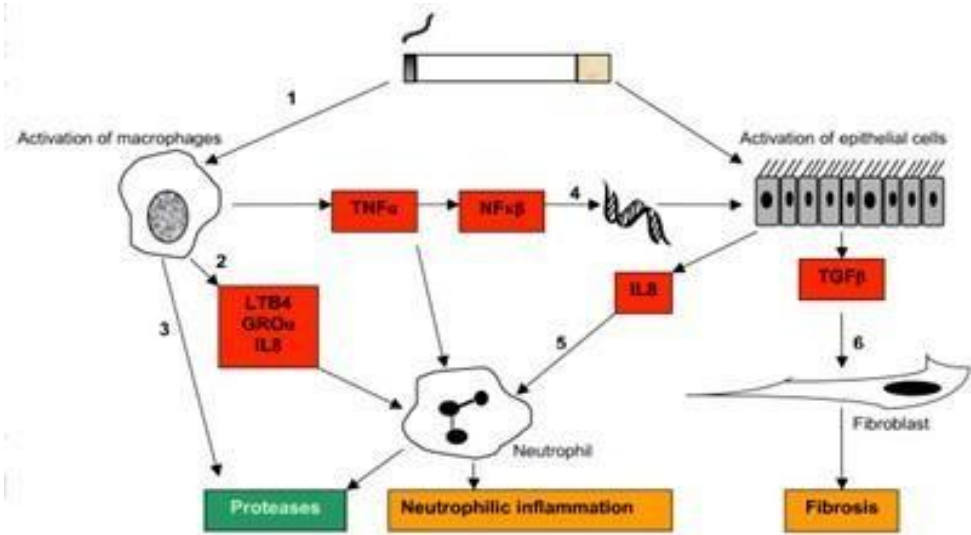 1
Activation of macrophages
Activation of epithelial cells
TNFα
NFκβ
4
2
IL8
TGFβ
LTB4
GROα
IL8
3
5
6
Fibroblast
Neutrophil
Proteases
Neutrophilic inflammation
Fibrosis